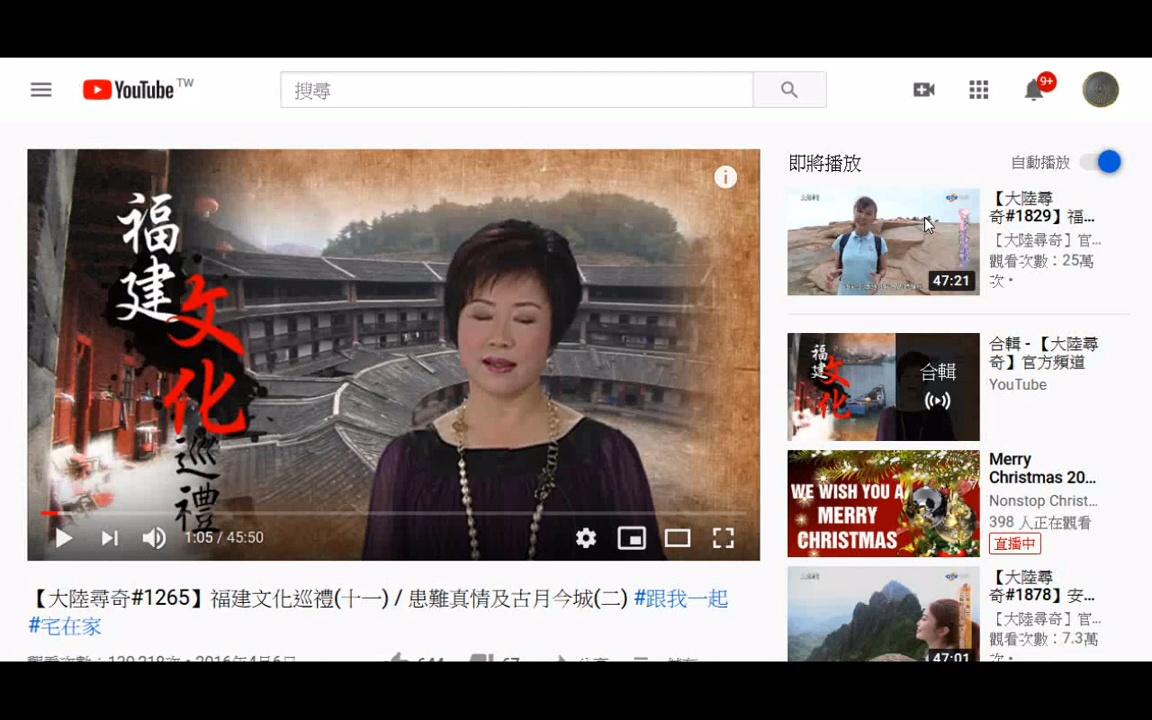 YouTube TW
搜尋
9+
福建
文化
巡禮
1:05 / 45:50
【大陸尋奇#1265】福建文化巡禮(十一) / 患難真情及古月今城(二) #跟我一起
#宅在家
即將播放
自動播放
47:21
【大陸尋
奇#1829】福...
【大陸尋奇】官...
觀看次數：25萬
次・
福建
文化
合輯
合輯 - 【大陸尋
奇】官方頻道
YouTube
WE WISH YOU A
MERRY
CHRISTMAS
Merry
Christmas 20...
Nonstop Christ...
398 人正在觀看
直播中
47:01
【大陸尋
奇#1878】安...
【大陸尋奇】官...
觀看次數：7.3萬